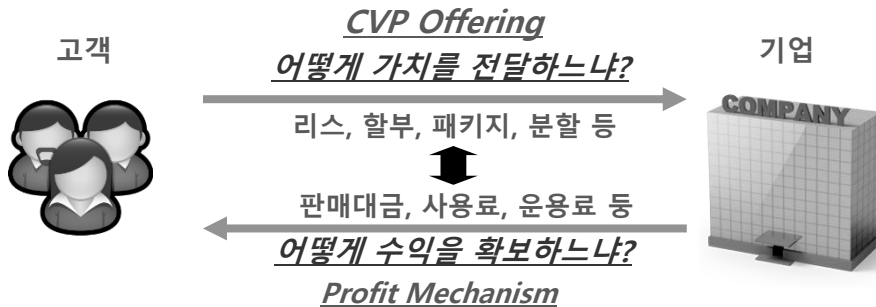 CVP Offering
고객
어떻게 가치를 전달하느냐?
기업
COMPANY
리스, 할부, 패키지, 분할 등
판매대금, 사용료, 운용료 둥
어떻게 수익을 확보하느냐?
Profit Mechanism